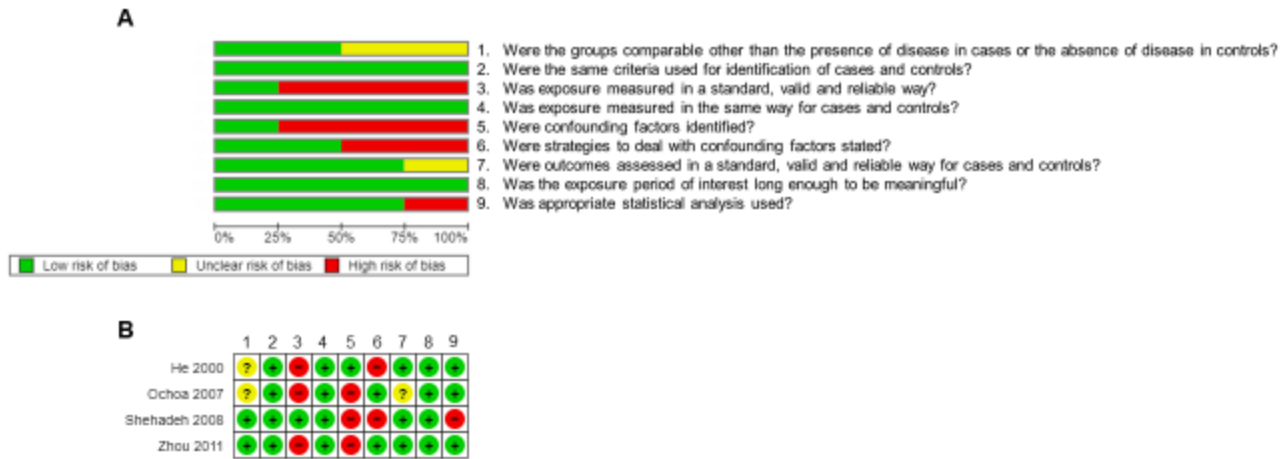 A
1. Were the groups comparable other than the presence of disease in cases or the absence of disease in controls?
2. Were the same criteria used for identification of cases and controls?
3. Was exposure measured in a standard, valid and reliable way?
4. Was exposure measured in the same way for cases and controls?
5. Were confounding factors identified?
6. Were strategies to deal with confounding factors stated?
7. Were outcomes assessed in a standard, valid and reliable way for cases and controls?
8. Was the exposure period of interest long enough to be meaningful?
9. Was appropriate statistical analysis used?
0% 25% 50% 75% 100%
Low risk of bias Unclear risk of bias High risk of bias
B
1 2 3 4 5 6 7 8 9
He 2000 ? + - + + - + + +
Ochoa 2007 ? + - + - + ? + +
Shehadeh 2008 + + + + - - + + -
Zhou 2011 + + - + - + + + +